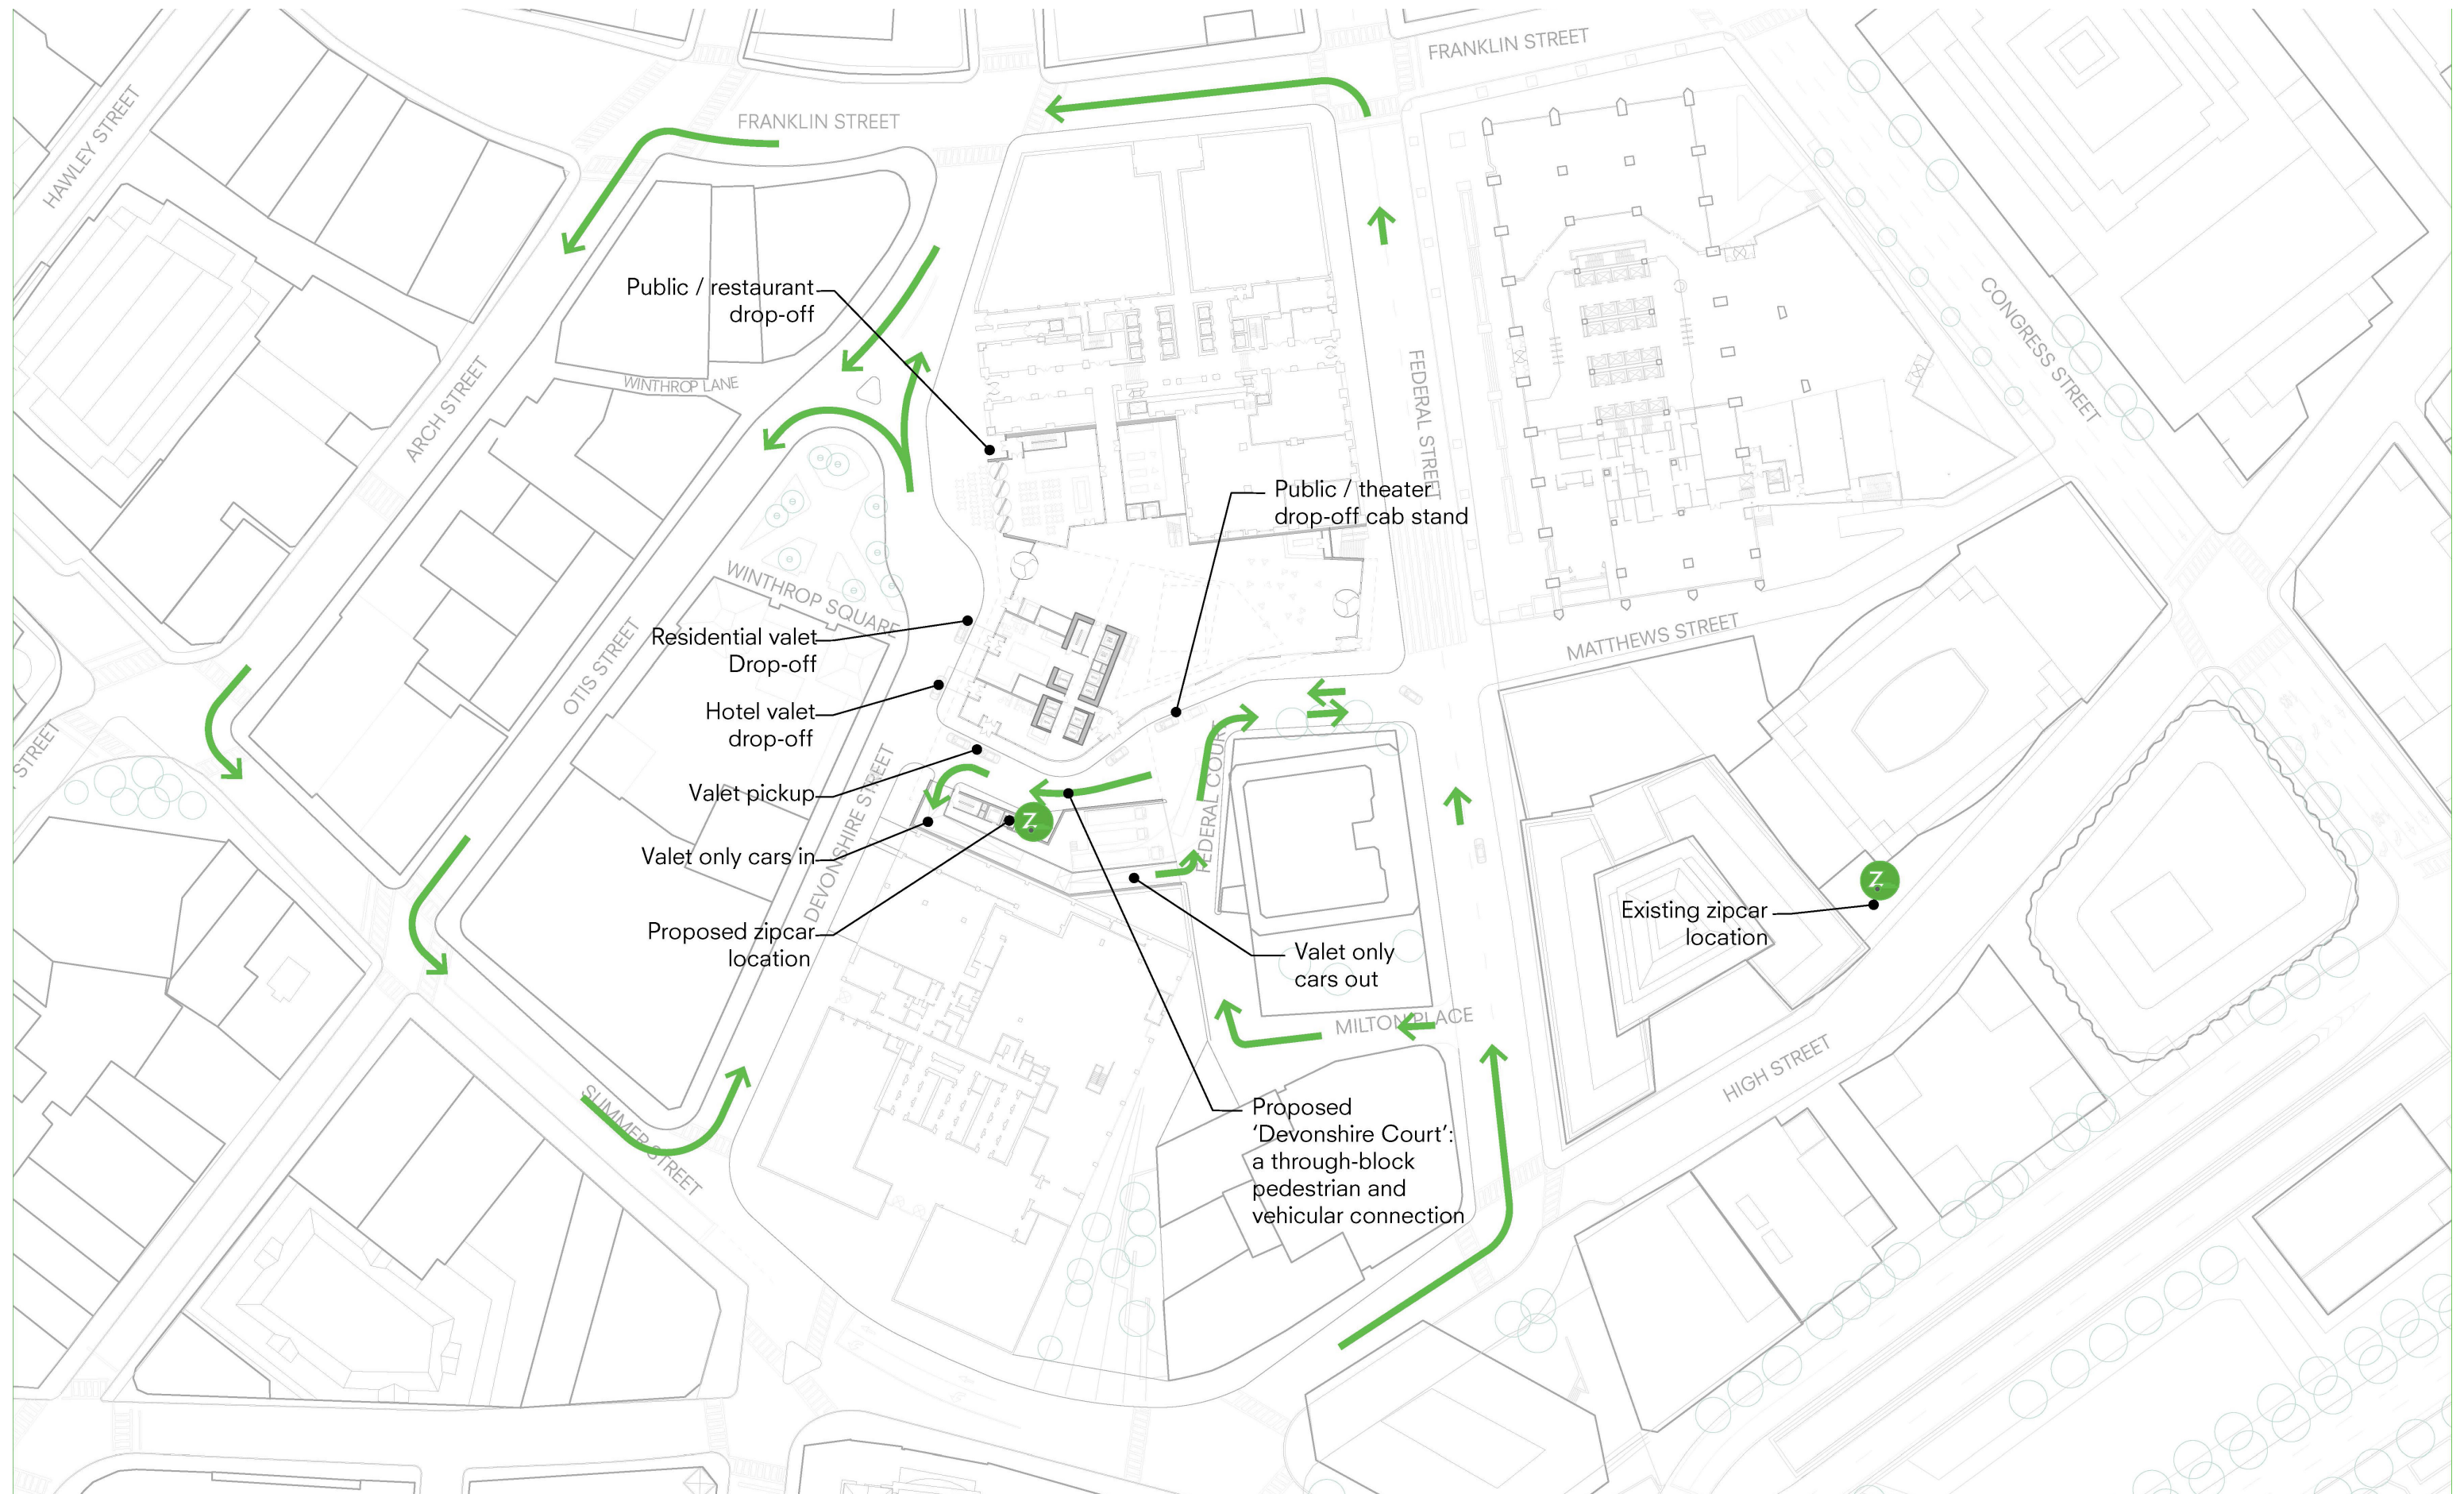 FRANKLIN STREET
HAWLEY STREET
FRANKLIN STREET
Public / restaurant
drop-off
CONGRESS STREET
WINTHROP LANE
ARCH STREET
FEDERAL STREET
Public / theater
drop-off cab stand
WINTHROP SQUARE
MATTHEWS STREET
Residential valet
Drop-off
OTIS STREET
Hotel valet
drop-off
STREET
Valet pickup
FEDERAL COURT
DEVONSHIRE STREET
Z
Valet only cars in
Z
Existing zipcar
location
Proposed zipcar
location
Valet only
cars out
MILTON PLACE
HIGH STREET
SUMMER STREET
Proposed
‘Devonshire Court’:
a through-block
pedestrian and
vehicular connection